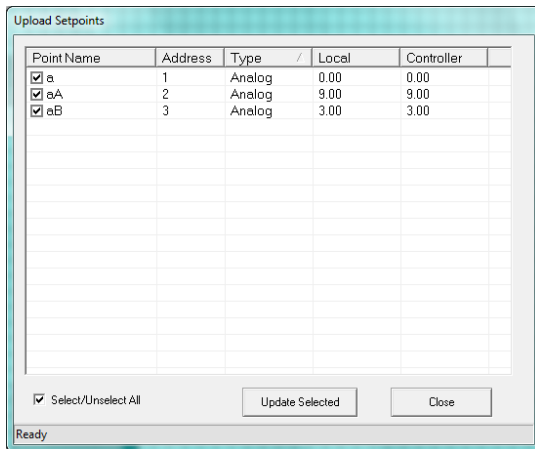 Upload Setpoints
Point Name Address Type / Local Controller
a 1 Analog 0.00 0.00
aA 2 Analog 9.00 9.00
aB 3 Analog 3.00 3.00
Select/Unselect All Update Selected Close
Ready